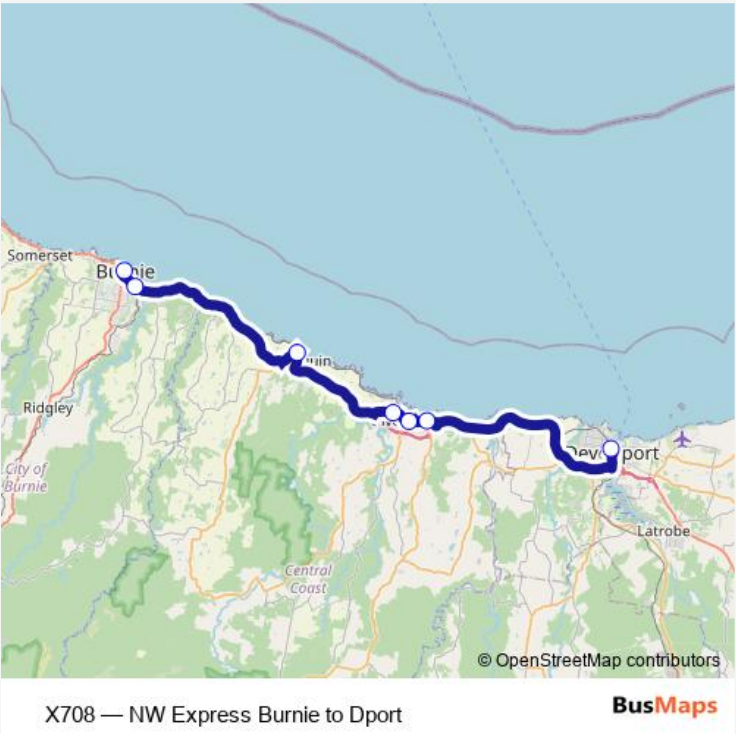 Somerset
Ridgley
City of
Burnie
Central
Coast
Latrobe
© OpenStreetMap contributors
X708 — NW Express Burnie to Dport
BusMaps